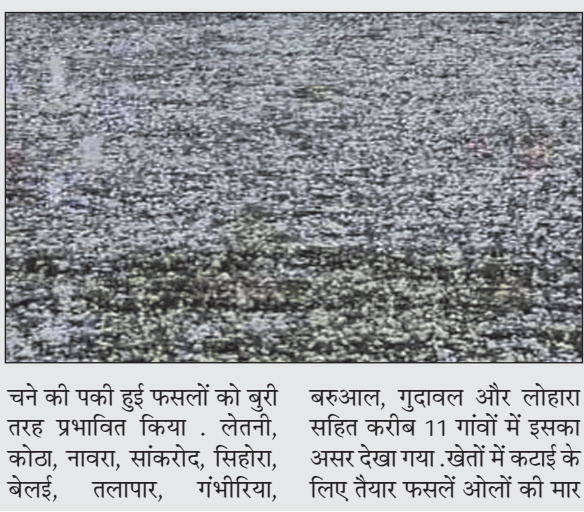 चने की पकी हुई फसलों को बुरी
तरह प्रभावित किया . लेतनी,
कोठा, नावरा, सांकरोद, सिहोरा,
बेलई, तलापार, गंभीरिया,
बरुआल, गुदावल और लोहारा
सहित करीब 11 गांवों में इसका
असर देखा गया .खेतों में कटाई के
लिए तैयार फसलें ओलों की मार